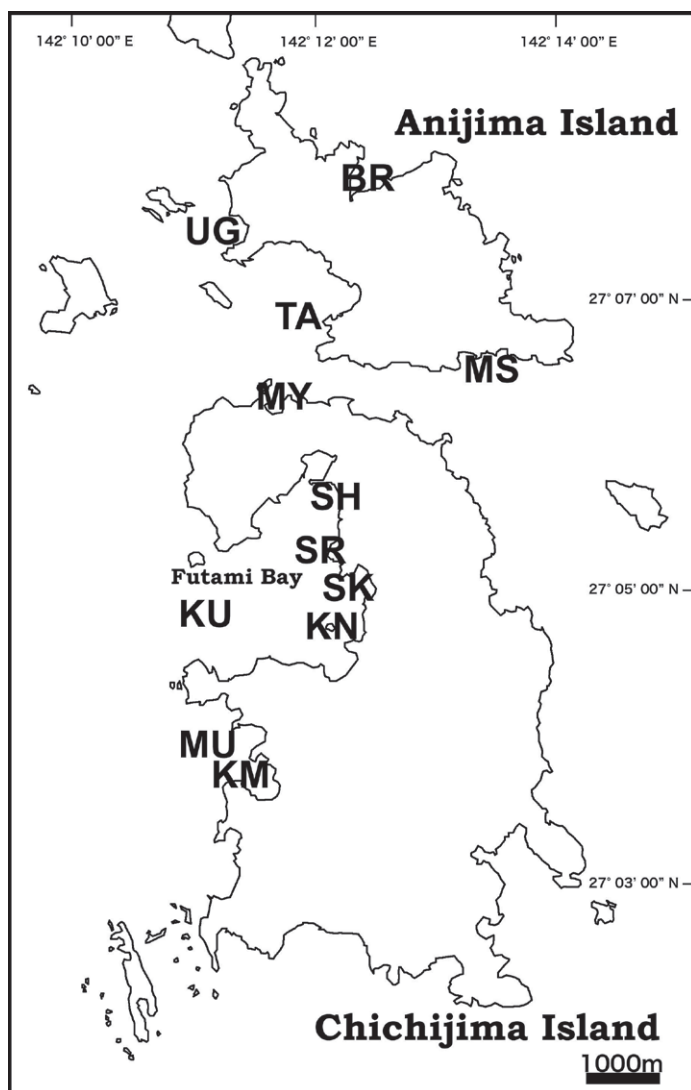 142° 10' 00" E 142° 12' 00" E 142° 14' 00" E
Anijima Island
BR
UG
27° 07' 00" N
TA
MS
MY
SH
SR
Futami Bay
SK
27° 05' 00" N
KU
KN
MU
KM
27° 03' 00" N
Chichijima Island
1000m